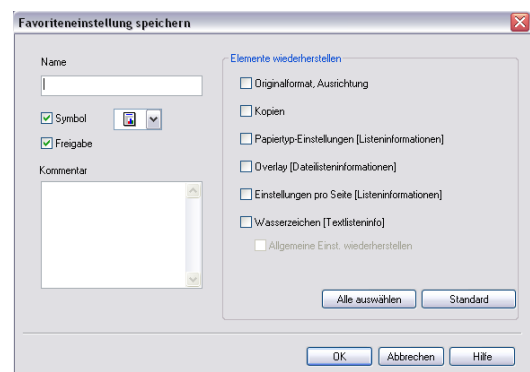 Favoriteneinstellung speichern
Name
Symbol
Freigabe
Kommentar
Elemente wiederherstellen
Originalformat, Ausrichtung
Kopien
Papiertyp-Einstellungen [Listeninformationen]
Overlay [Dateilisteninformationen]
Einstellungen pro Seite [Listeninformationen]
Wasserzeichen [Textlisteninfo]
Allgemeine Einst. wiederherstellen
Alle auswählen
Standard
OK
Abbrechen
Hilfe